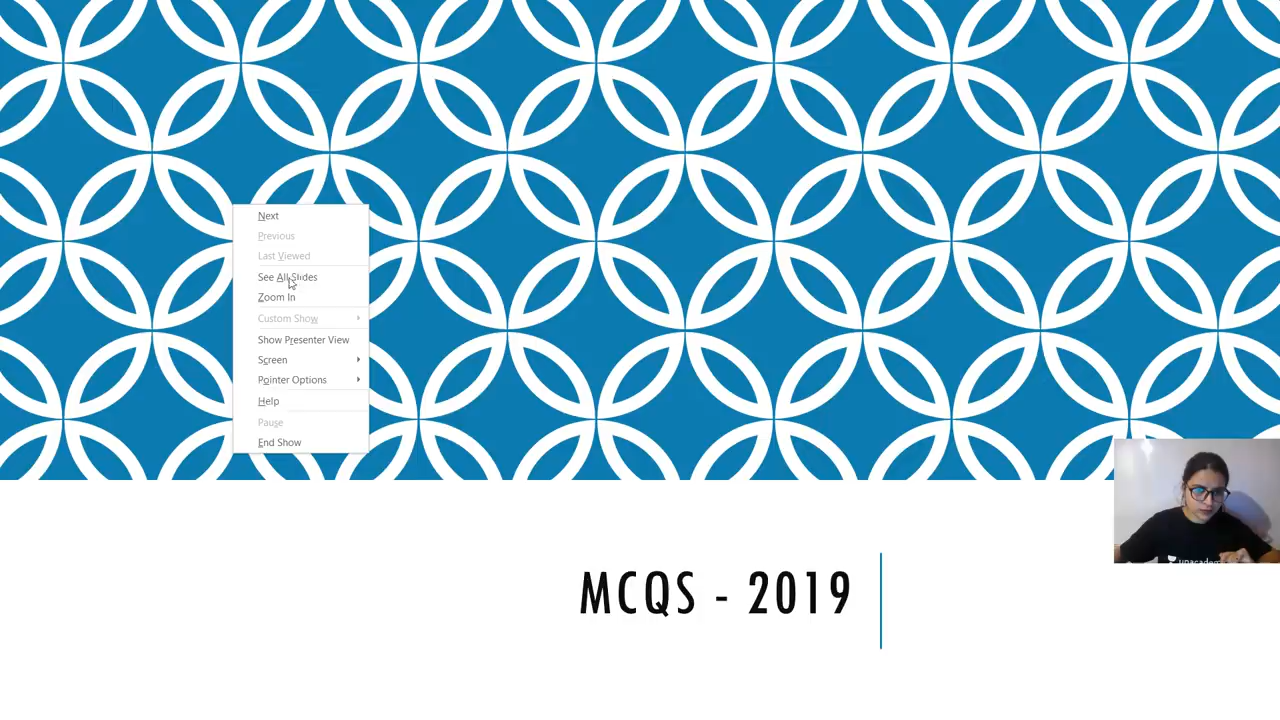 Next
Previous
Last Viewed
See All Slides
Zoom In
Custom Show
Show Presenter View
Screen
Pointer Options
Help
Pause
End Show
MCQS - 2019